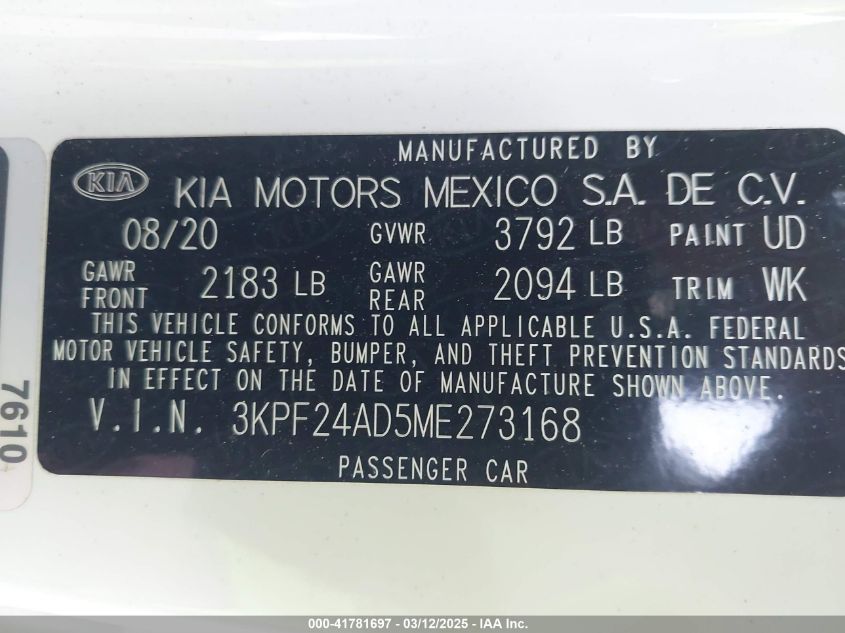 MANUFACTURED BY
KIA KIA MOTORS MEXICO S.A. DE C.V.
08/20 GVWR 3792 LB PAINT UD
GAWR FRONT 2183 LB GAWR REAR 2094 LB TRIM WK
THIS VEHICLE CONFORMS TO ALL APPLICABLE U.S.A. FEDERAL
MOTOR VEHICLE SAFETY, BUMPER, AND THEFT PREVENTION STANDARDS
IN EFFECT ON THE DATE OF MANUFACTURE SHOWN ABOVE.
V.I.N. 3KPF24AD5ME273168
PASSENGER CAR
7610
000-41781697 - 03/12/2025 - IAA Inc.